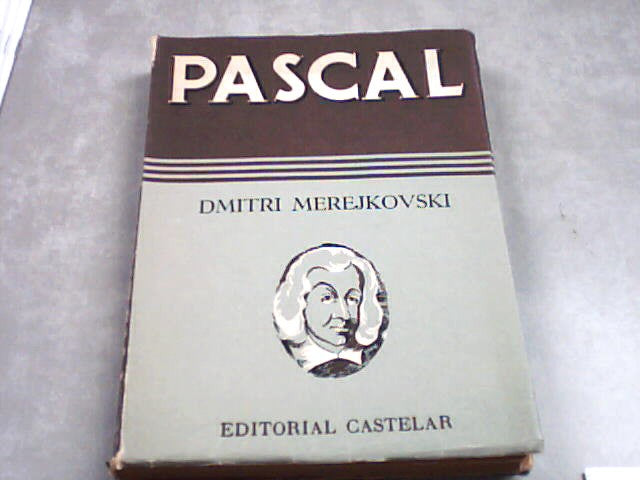 PASCAL
DMITRI MEREJKOVSKI
EDITORIAL CASTELAR